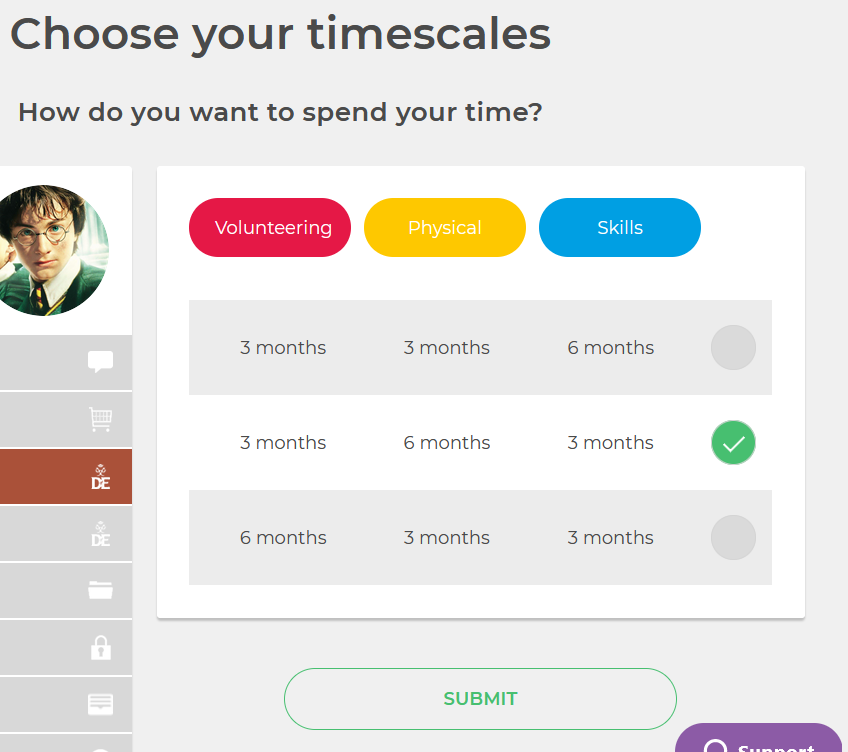 Choose your timescales
How do you want to spend your time?
Volunteering Physical Skills
3 months 3 months 6 months
3 months 6 months 3 months
DE
6 months 3 months 3 months
DE
SUBMIT
Support